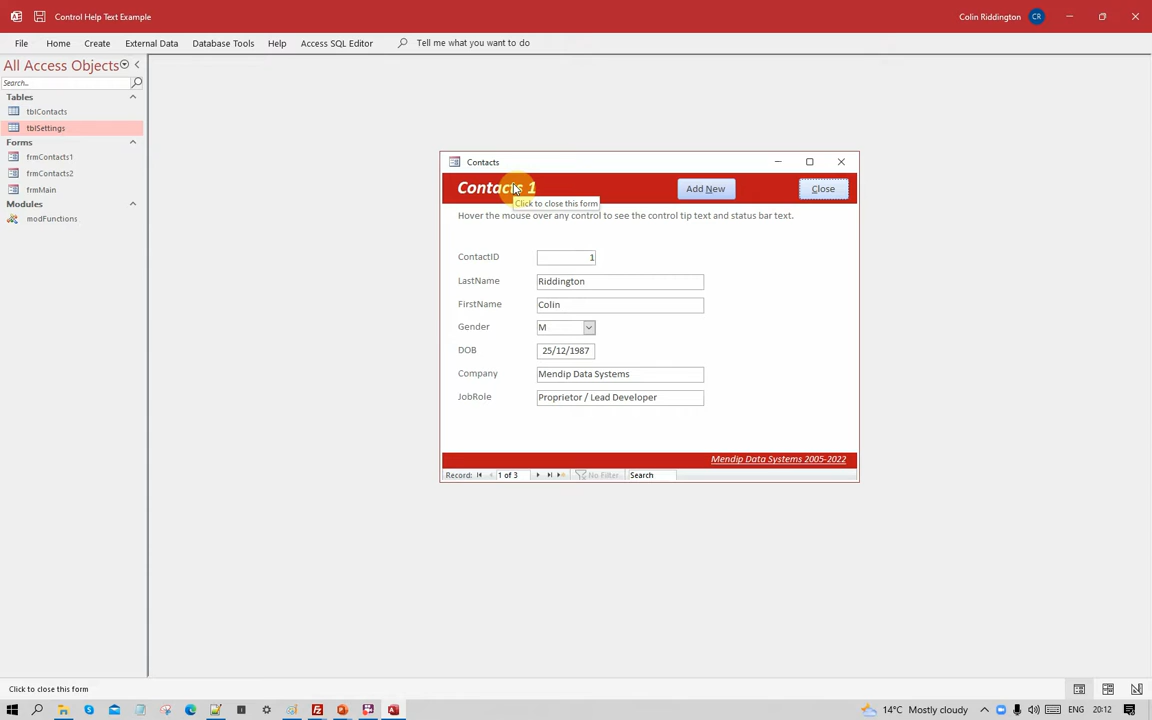 Control Help Text Example
Colin Riddington CR
File Home Create External Data Database Tools Help Access SQL Editor Tell me what you want to do
All Access Objects
Search...
Tables
tblContacts
tblSettings
Forms
frmContacts1
frmContacts2
frmMain
Modules
modFunctions
Contacts
Contacts 1
Add New
Close
Click to close this form
Hover the mouse over any control to see the control tip text and status bar text.
ContactID 1
LastName Riddington
FirstName Colin
Gender M
DOB 25/12/1987
Company Mendip Data Systems
JobRole Proprietor / Lead Developer
Mendip Data Systems 2005-2022
Record: 1 of 3 No Filter Search
Click to close this form
14°C Mostly cloudy ENG 20:12